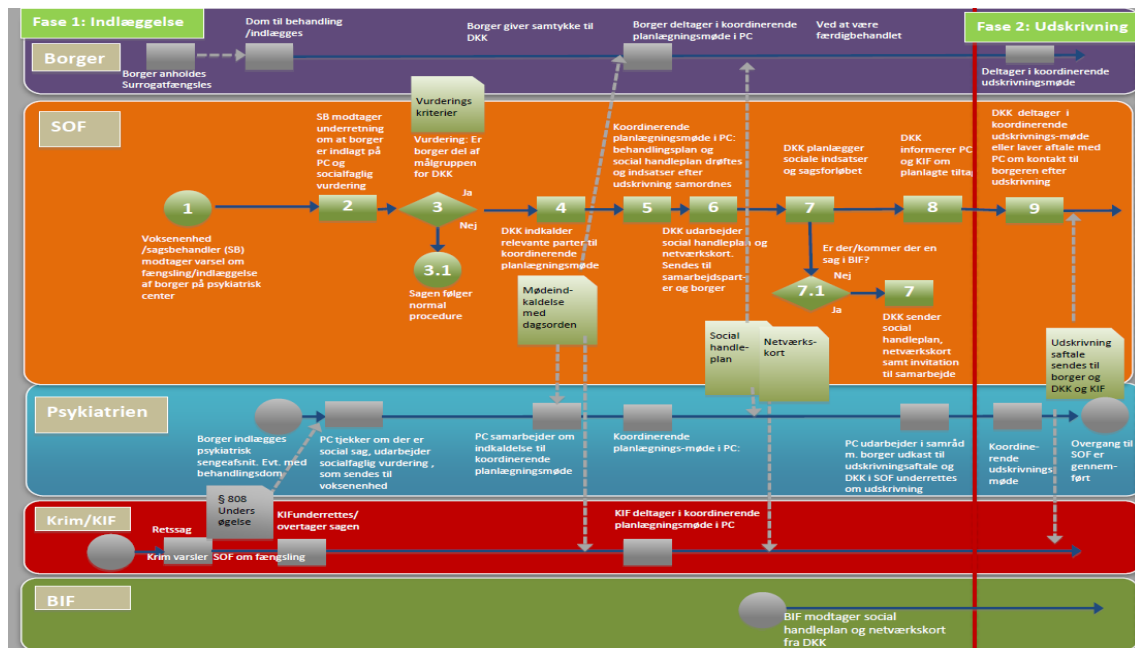 Fase 1: Indlæggelse
Dom til behandling
/indlægges
Borger giver samtykke til
DKK
Borger deltager i koordinerende
planlægningsmøde i PC
Ved at være
færdigbehandlet
Fase 2: Udskrivning
Borger
Borger anholdes
Surrogatfængsles
Deltager i koordinerende
udskrivningsmøde
SOF
SB modtager
underretning
om at borger
er indlagt på
PC og
socialfaglig
vurdering
Vurderings
kriterier
Vurdering: Er
borger del af
målgruppen
for DKK
Koordinerende
planlægningsmøde i PC:
behandlingsplan og
social handleplan drøftes
og indsatser efter
udskrivning samordnes
DKK planlægger
sociale indsatser
og sagsforløbet
DKK
informerer PC
og KIF om
planlagte tiltag
DKK deltager i
koordinerende
udskrivnings-møde
eller laver aftale med
PC om kontakt til
borgeren efter
udskrivning
1
2
3
Ja
Nej
4
5
6
7
8
9
Voksenenhed
/sagsbehandler (SB)
modtager varsel om
fængsling/indlæggelse
af borger på psykiatrisk
center
3.1
Sagen følger
normal
procedure
DKK indkalder
relevante parter til
koordinerende
planlægningsmøde
DKK udarbejder
social handleplan og
netværkskort.
Sendes til
samarbejdspart-
er og borger
Er der/kommer der en
sag i BIF?
Nej
7.1
Ja
7
DKK sender
social
handleplan,
netværkskort
samt invitation
til samarbejde
Mødeind-
kaldelse
med
dagsorden
Social
handle-
plan
Netværks-
kort
Udskrivning
saftale
sendes til
borger og
DKK og KIF
Psykiatrien
Borger indlægges
psykiatrisk
sengeafsnit. Evt. med
behandlingsdom
PC tjekker om der er
social sag, udarbejder
socialfaglig vurdering ,
som sendes til
voksenenhed
PC samarbejder om
indkaldelse til
koordinerende
planlægningsmøde
Koordinerende
planlægnings-møde i PC:
PC udarbejder i samråd
m. borger udkast til
udskrivningsaftale og
DKK i SOF underrettes
om udskrivning
Koordine-
rende
udskrivnings
møde
Overgang til
SOF er
gennem-
ført
§ 808
Unders
øgelse
Krim/KIF
Retssag
KIFunderrettes/
overtager sagen
KIF deltager i koordinerende
planlægningsmøde i PC
Krim varsler SOF om fængsling
BIF
BIF modtager social
handleplan og netværkskort
fra DKK